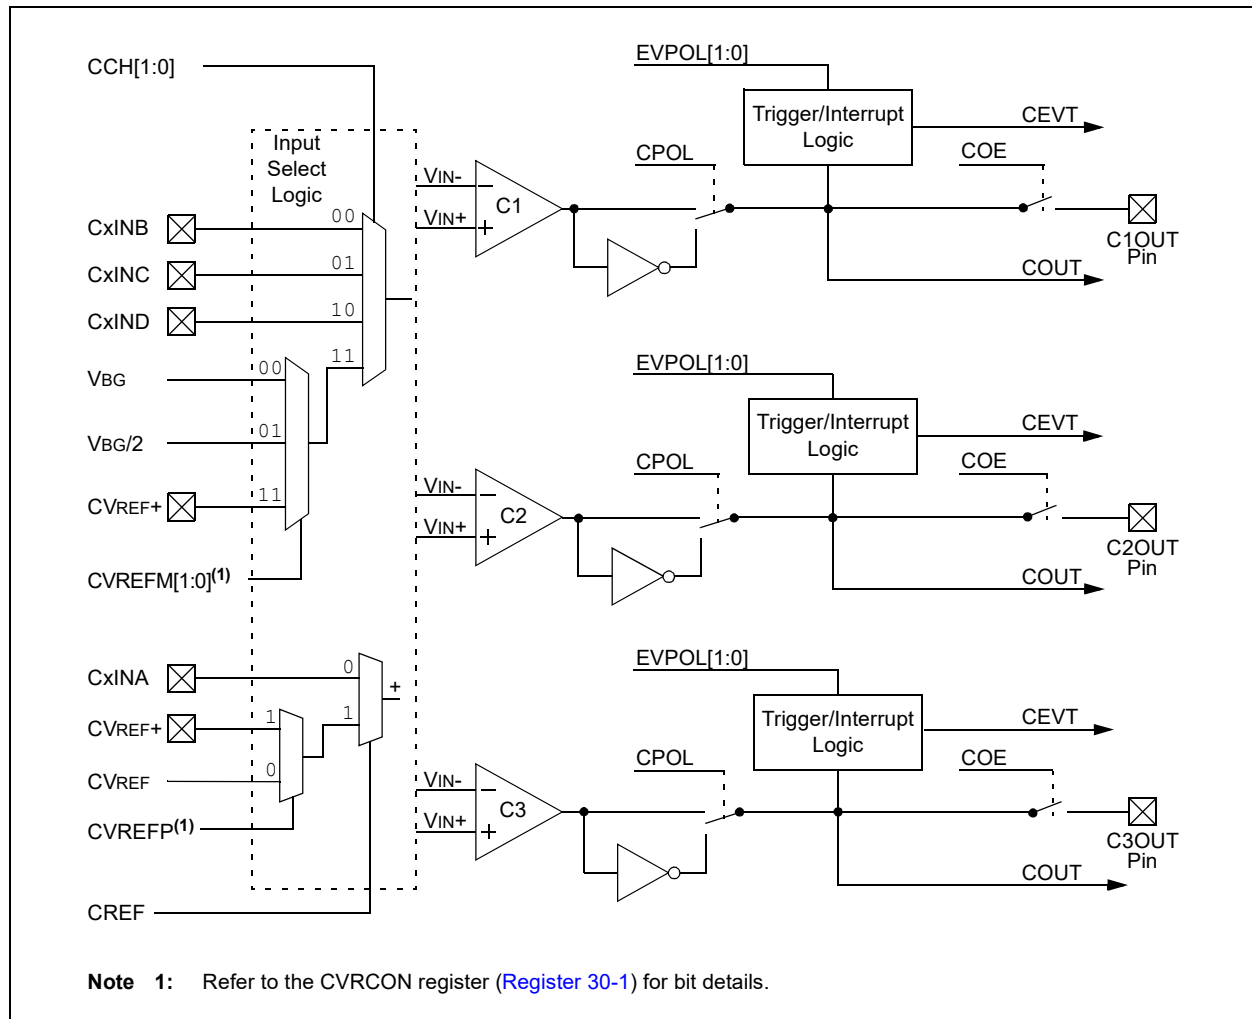 CCH[1:0]
Input
Select
Logic
CxINB
00
CxINC
01
CxIND
10
11
VBG
00
VBG/2
01
CVREF+
11
CVREFM[1:0](1)
CxINA
0
+
CVREF+
1
1
CVREF
0
CVREFP(1)
CREF
EVPOL[1:0]
Trigger/Interrupt
Logic
CEVT
CPOL
COE
VIN-
VIN+
C1
C1OUT
Pin
COUT
EVPOL[1:0]
Trigger/Interrupt
Logic
CEVT
CPOL
COE
VIN-
VIN+
C2
C2OUT
Pin
COUT
EVPOL[1:0]
Trigger/Interrupt
Logic
CEVT
CPOL
COE
VIN-
VIN+
C3
C3OUT
Pin
COUT
Note 1: Refer to the CVRCON register (Register 30-1) for bit details.